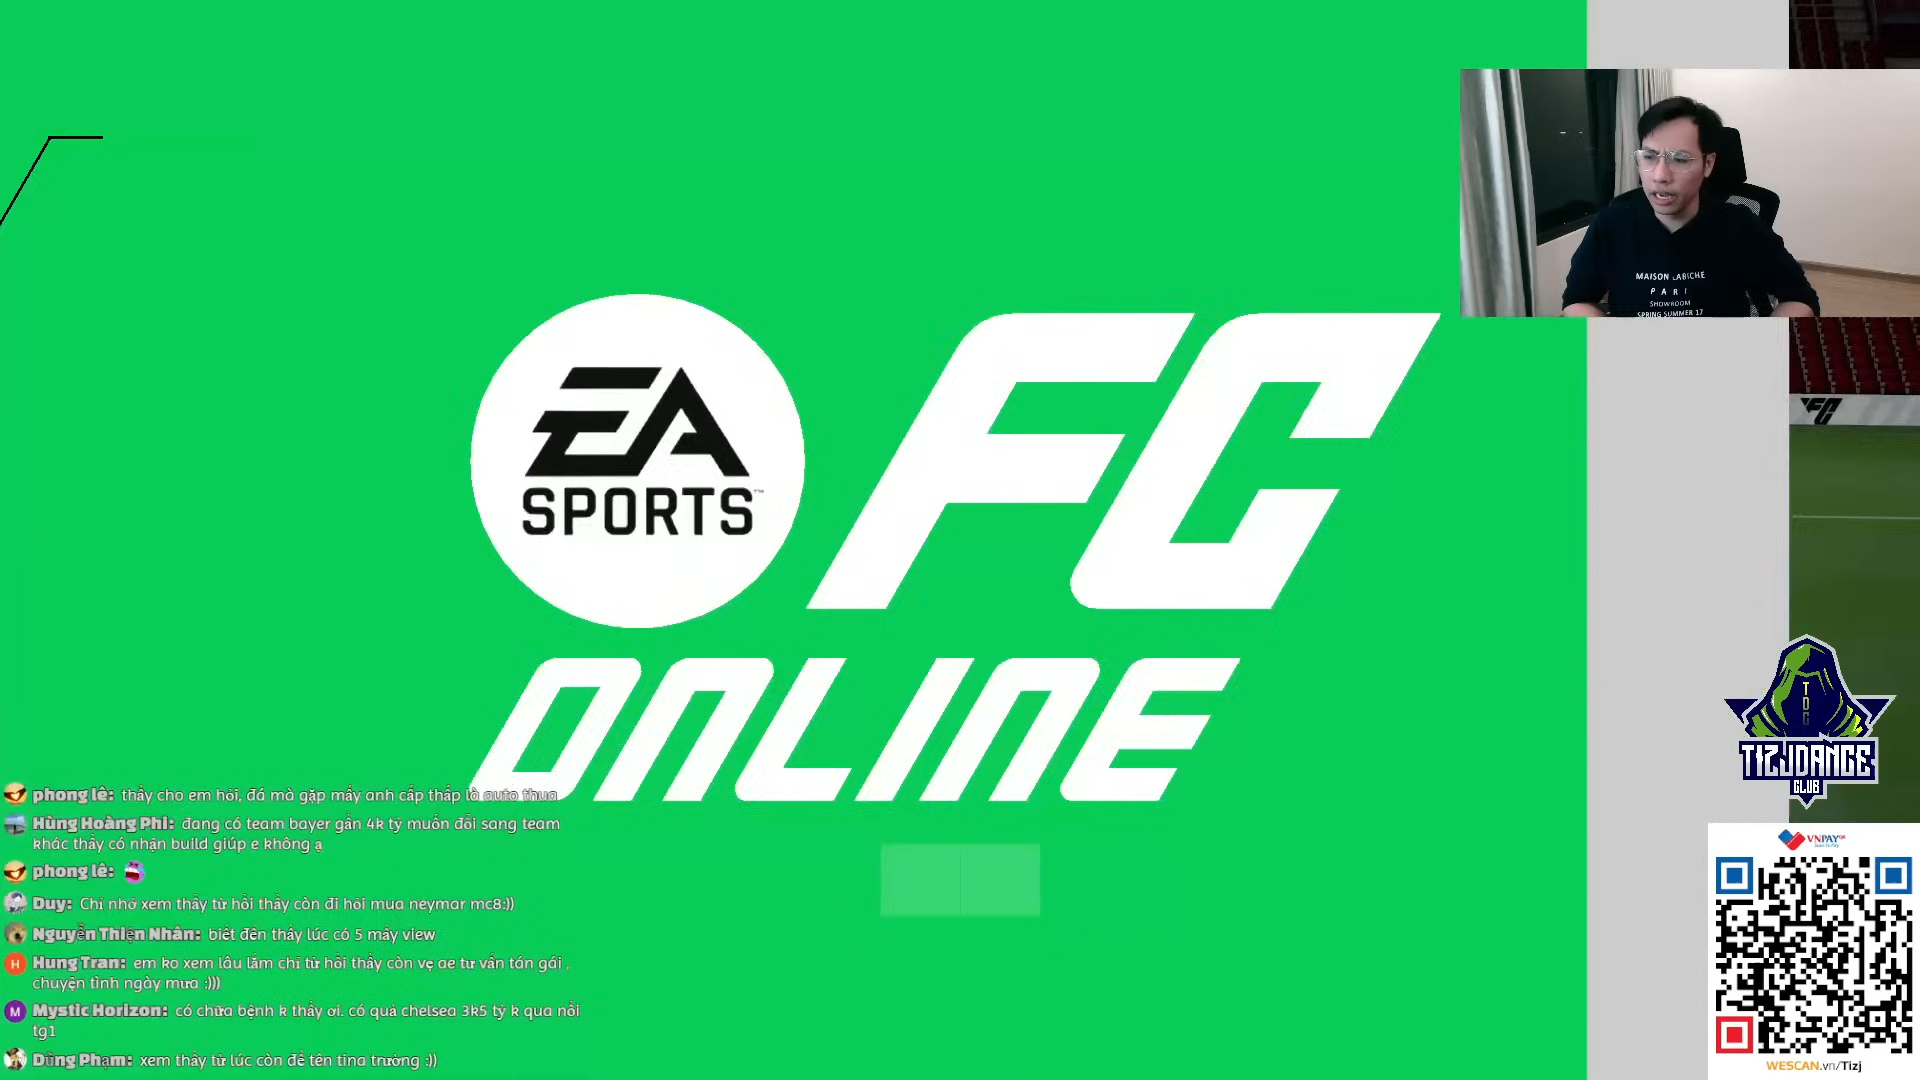 MAISON LABICHE
PARI
SHOWROOM
SPRING SUMMER 17
EA
SPORTS™
FC
ONLINE
FC
TDC
TIZJDANCE
CLUB
phong lê: thầy cho em hỏi, đá mà gặp mấy anh cấp thấp là auto thua
Hùng Hoàng Phi: đang có team bayer gần 4k tỷ muốn đổi sang team
khác thầy có nhận build giúp e không ạ
phong lê:
Duy: Chỉ nhớ xem thầy từ hồi thầy còn đi hỏi mua neymar mc8:))
Nguyễn Thiện Nhân: biết đến thầy lúc có 5 mấy view
H Hung Tran: em ko xem lâu lắm chỉ từ hồi thầy còn vẹ ae tư vấn tán gái ,
chuyện tình ngày mưa :)))
M Mystic Horizon: có chữa bệnh k thầy ơi. có quả chelsea 3k5 tỷ k qua nổi
tg1
Dũng Phạm: xem thầy từ lúc còn để tên tina trường :))
VNPAY
WESCAN.vn/Tizj